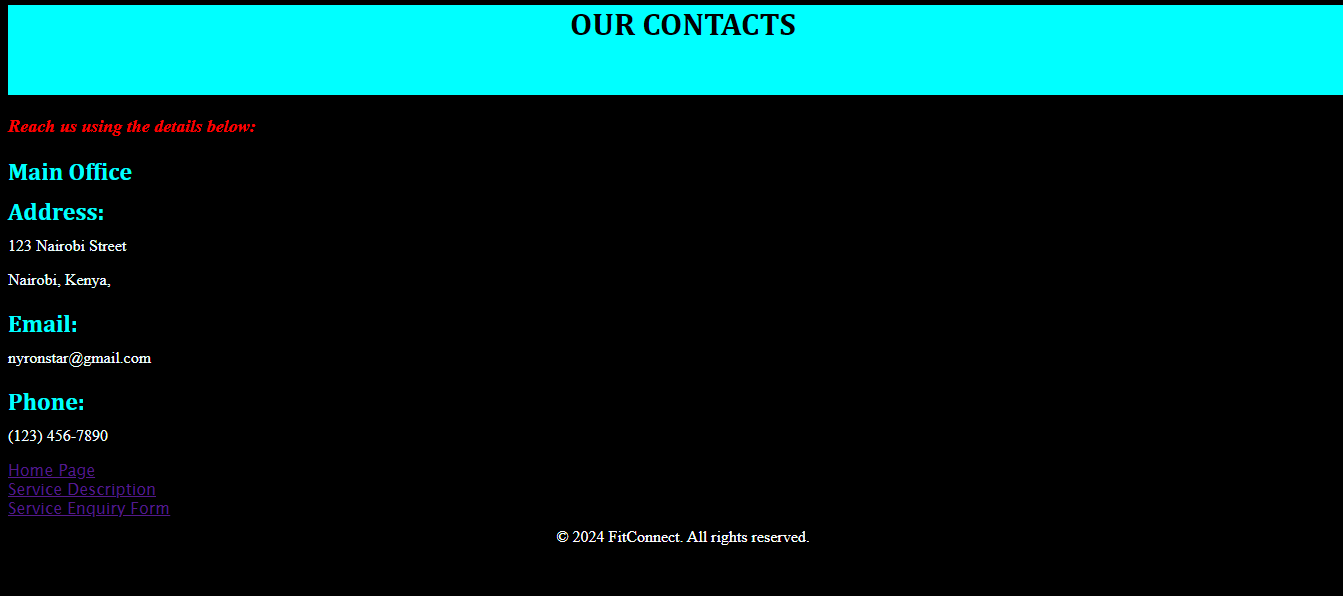 OUR CONTACTS
Reach us using the details below:
Main Office
Address:
123 Nairobi Street
Nairobi, Kenya,
Email:
nyronstar@gmail.com
Phone:
(123) 456-7890
Home Page
Service Description
Service Enquiry Form
© 2024 FitConnect. All rights reserved.